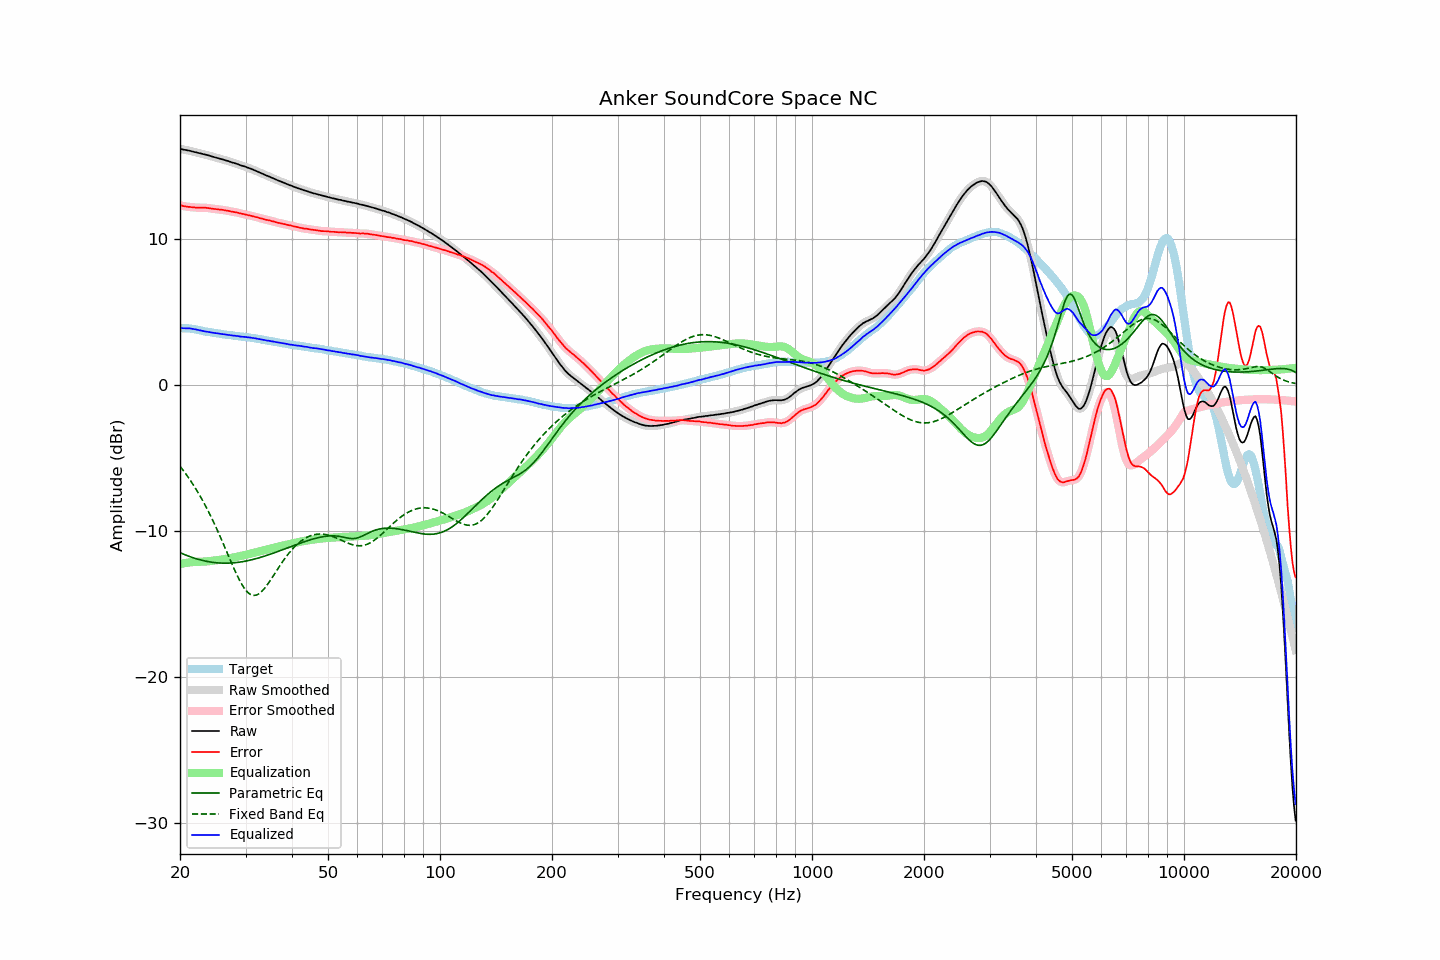 Anker SoundCore Space NC
10
0
−10
−20
−30
Amplitude (dBr)
Target
Raw Smoothed
Error Smoothed
Raw
Error
Equalization
Parametric Eq
Fixed Band Eq
Equalized
20 50 100 200 500 1000 2000 5000 10000 20000
Frequency (Hz)